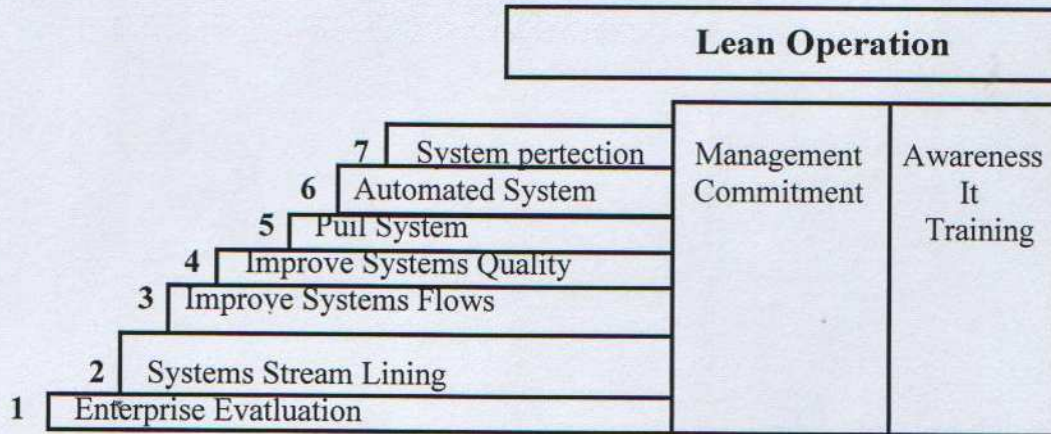 Lean Operation
7 System pertection
6 Automated System
5 Puil System
4 Improve Systems Quality
3 Improve Systems Flows
2 Systems Stream Lining
1 Enterprise Evatluation
Management
Commitment
Awareness
It
Training